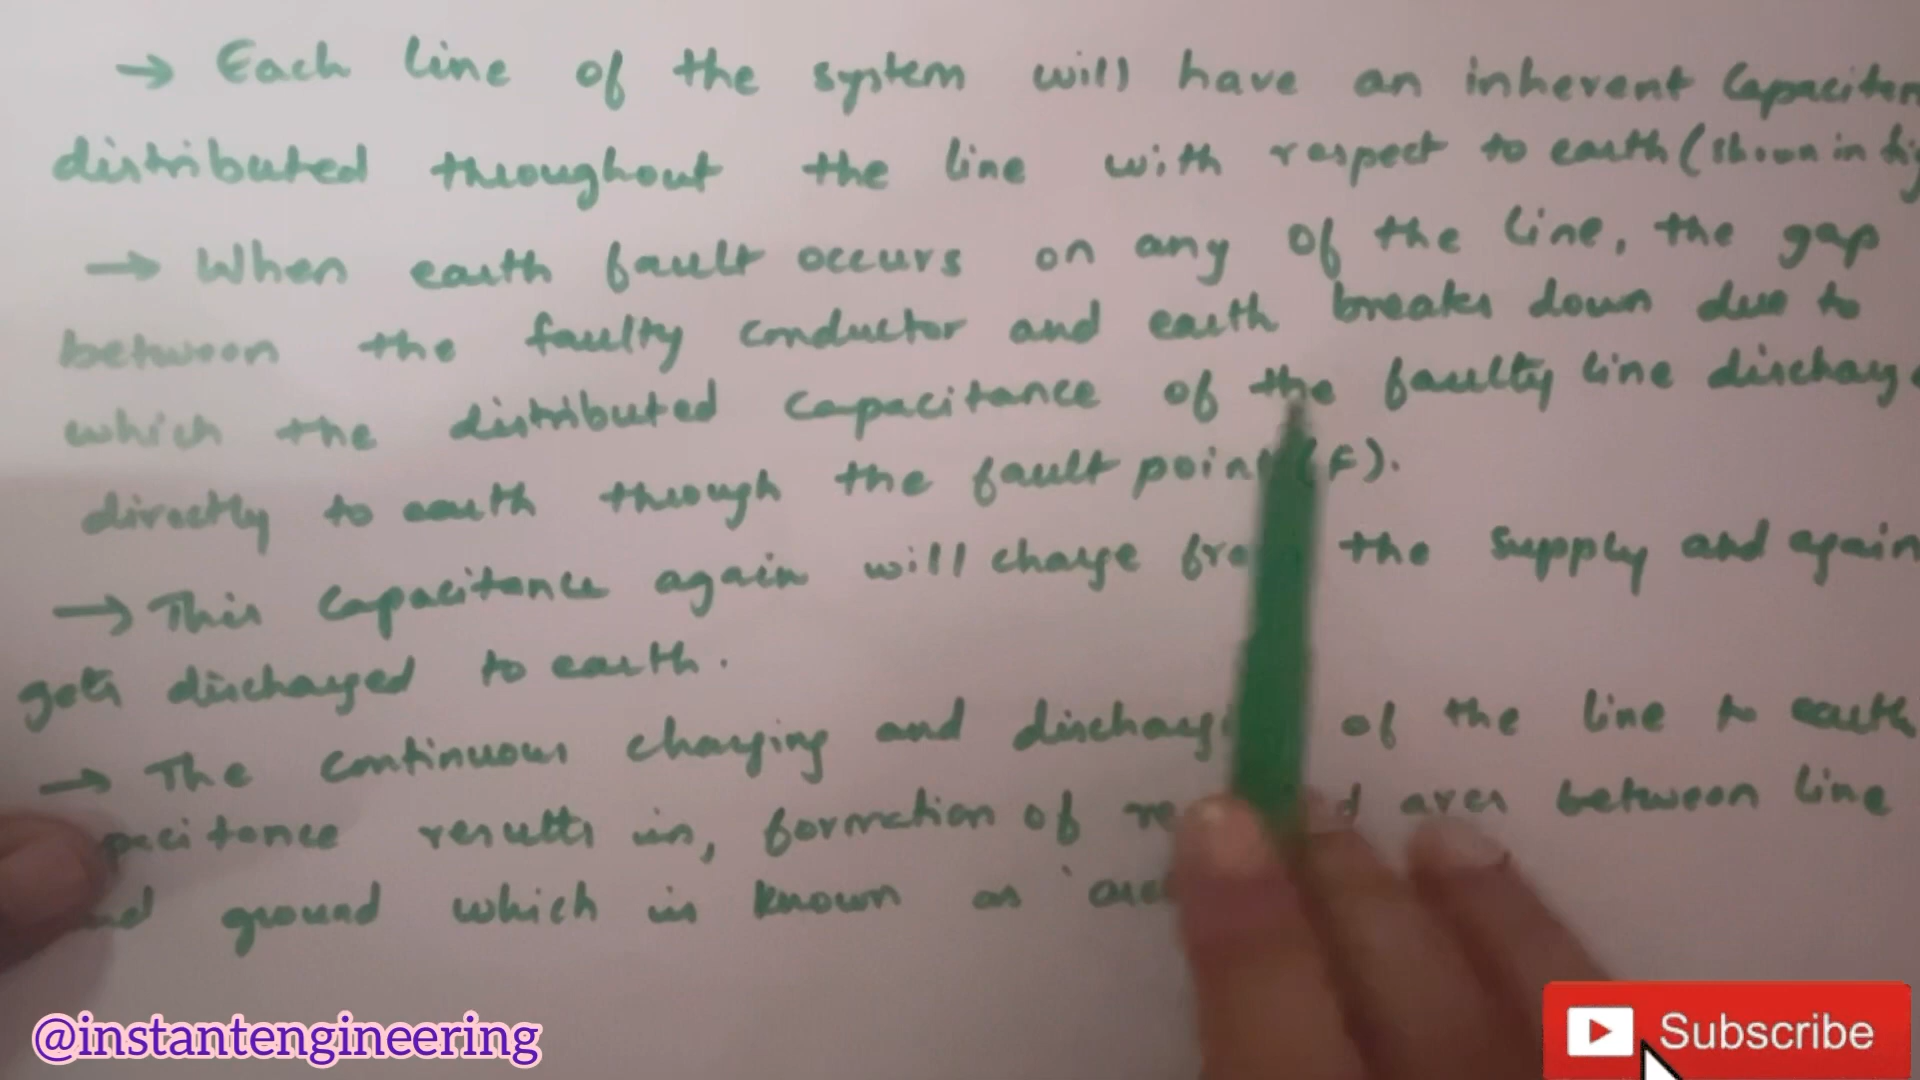 → Each line of the system will have an inherent
distributed throughout the line with respect to earth (shown in
→ When earth fault occurs on any of the line, the gap
between the faulty conductor and earth breaks down due to
which the distributed capacitance of the faulty line
directly to earth through the fault point (F).
→ This capacitance again will charge the supply and again
gets discharged to earth.
→ The continuous charging and of the line to earth
results in, formation of arcs between line
ground which is known as
@instantengineering
Subscribe